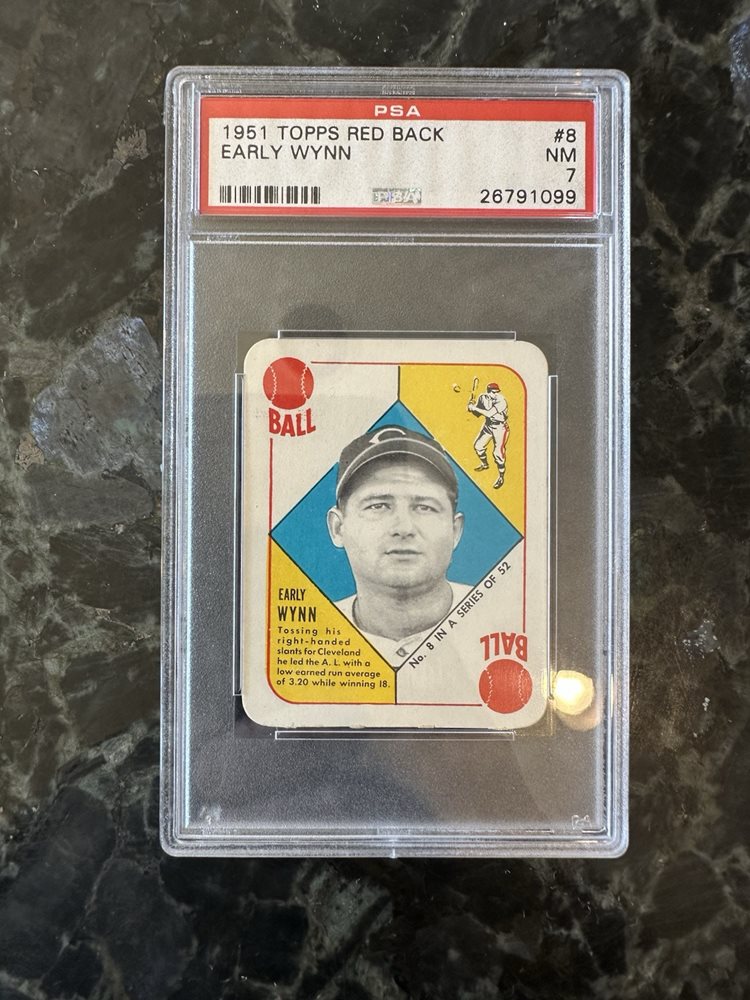 PSA
1951 TOPPS RED BACK #8
EARLY WYNN NM
7
PSA 26791099
BALL
EARLY
WYNN
Tossing his
right-handed
slants for Cleveland
he led the A. L. with a
low earned run average
of 3.20 while winning 18.
No. 8 IN A SERIES OF 52
BALL